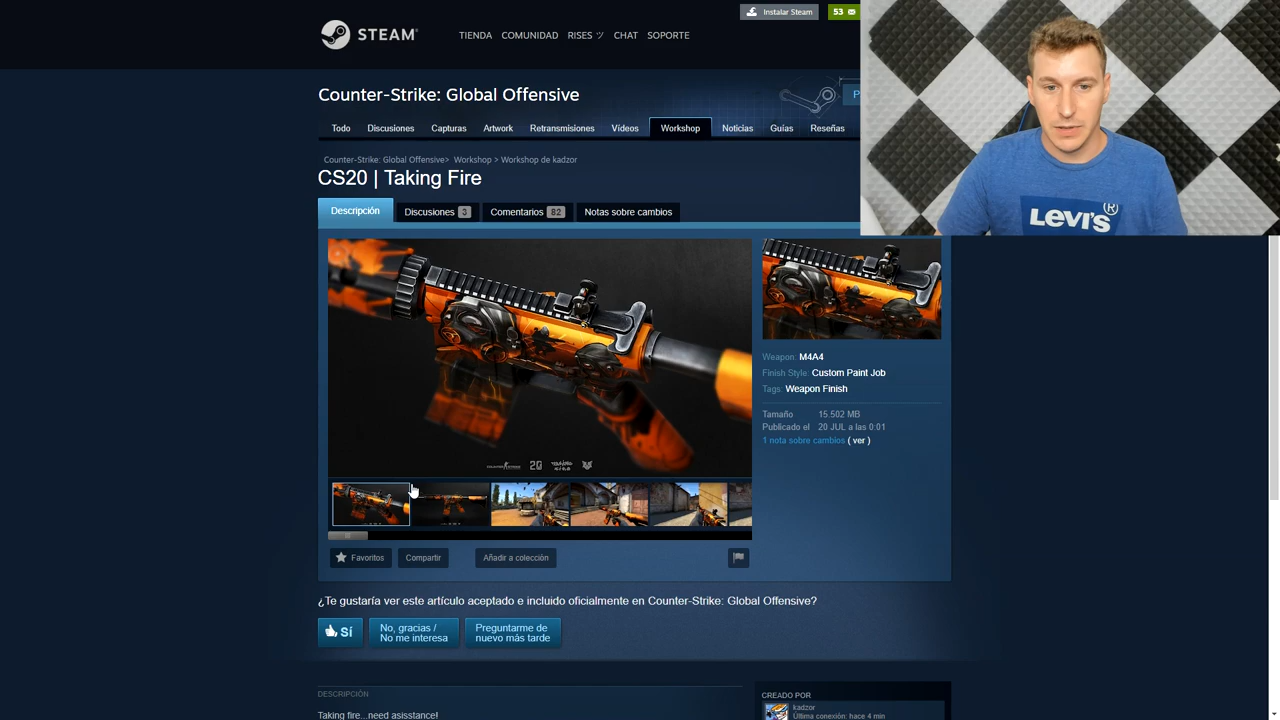 Instalar Steam
53
STEAM®
TIENDA COMUNIDAD RISES ツ CHAT SOPORTE
Counter-Strike: Global Offensive
Todo Discusiones Capturas Artwork Retransmisiones Vídeos Workshop Noticias Guías Reseñas
Counter-Strike: Global Offensive> Workshop > Workshop de kadzor
CS20 | Taking Fire
Descripción Discusiones 3 Comentarios 82 Notas sobre cambios
LEVI'S®
Weapon: M4A4
Finish Style: Custom Paint Job
Tags: Weapon Finish
Tamaño 15.502 MB
Publicado el 20 JUL a las 0:01
1 nota sobre cambios ( ver )
20
Favoritos Compartir Añadir a colección
¿Te gustaría ver este artículo aceptado e incluido oficialmente en Counter-Strike: Global Offensive?
Sí
No, gracias /
No me interesa
Preguntarme de
nuevo más tarde
DESCRIPCIÓN
Taking fire...need asisstance!
CREADO POR
kadzor
Última conexión: hace 4 min